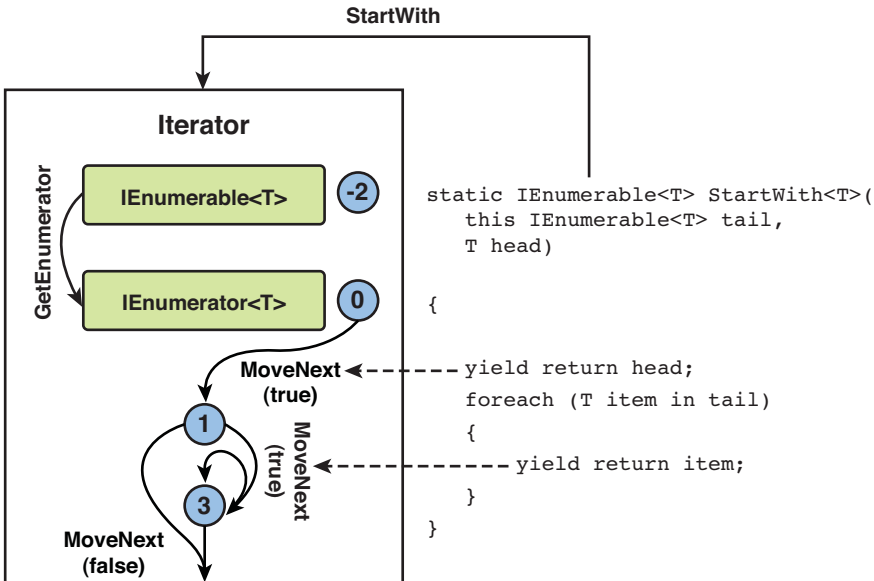 StartWith
Iterator
GetEnumerator
IEnumerable<T>
-2
IEnumerator<T>
0
MoveNext
(true)
1
MoveNext
(true)
3
MoveNext
(false)
static IEnumerable<T> StartWith<T>(
this IEnumerable<T> tail,
T head)
{
yield return head;
foreach (T item in tail)
{
yield return item;
}
}